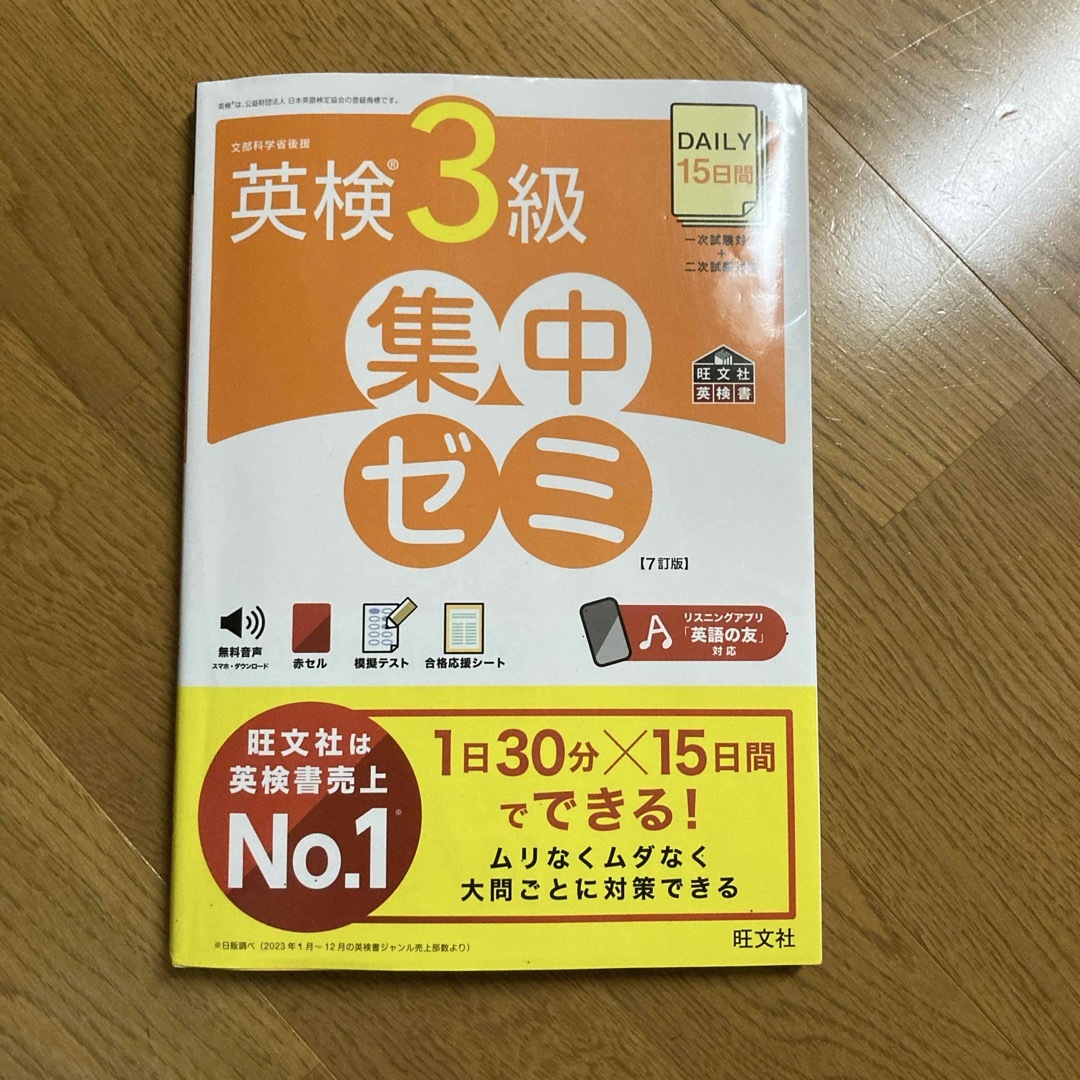 英検®は、公益財団法人 日本英語検定協会の登録商標です。
文部科学省後援
英検®3級
DAILY
15日間
一次試験対策
+
二次試験対策
集中
ゼミ
旺文社
英検書
【7訂版】
無料音声
スマホ・ダウンロード
赤セル
模擬テスト
合格応援シート
リスニングアプリ
「英語の友」
対応
旺文社は
英検書売上
No.1※
1日30分×15日間
でできる!
ムリなくムダなく
大問ごとに対策できる
※日販調べ(2023年1月~12月の英検書ジャンル売上部数より)
旺文社